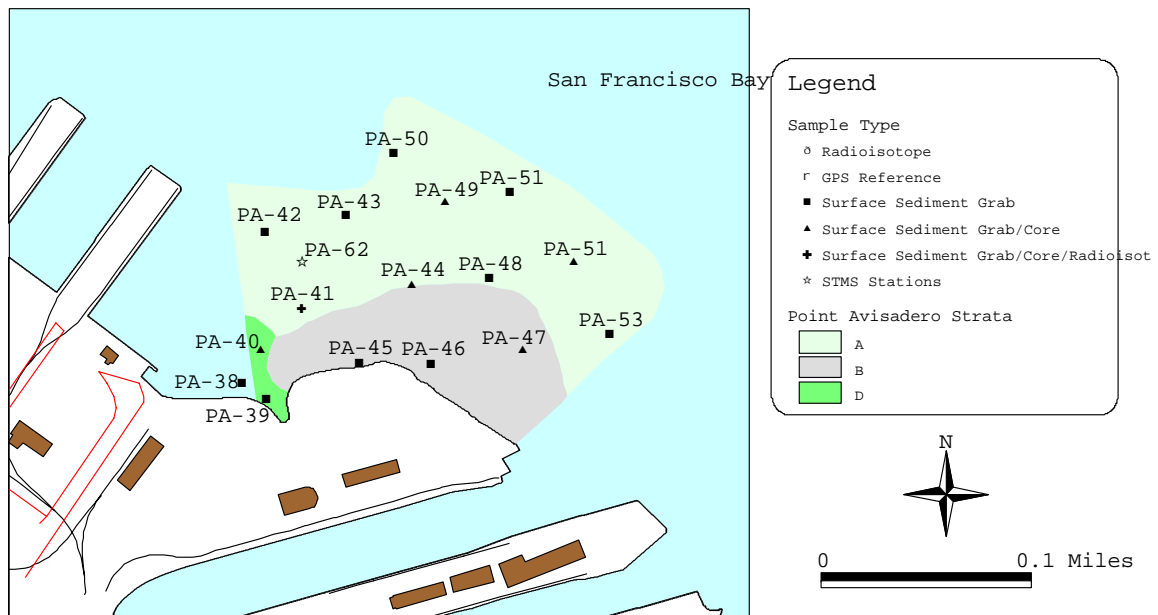 San Francisco Bay
PA-50
PA-51
PA-49
PA-43
PA-42
PA-62
PA-51
PA-48
PA-44
PA-41
PA-53
PA-40
PA-47
PA-45
PA-46
PA-38
PA-39
Legend
Sample Type
Radioisotope
r GPS Reference
Surface Sediment Grab
Surface Sediment Grab/Core
Surface Sediment Grab/Core/Radioisot
STMS Stations
Point Avisadero Strata
A
B
D
N
0 0.1 Miles